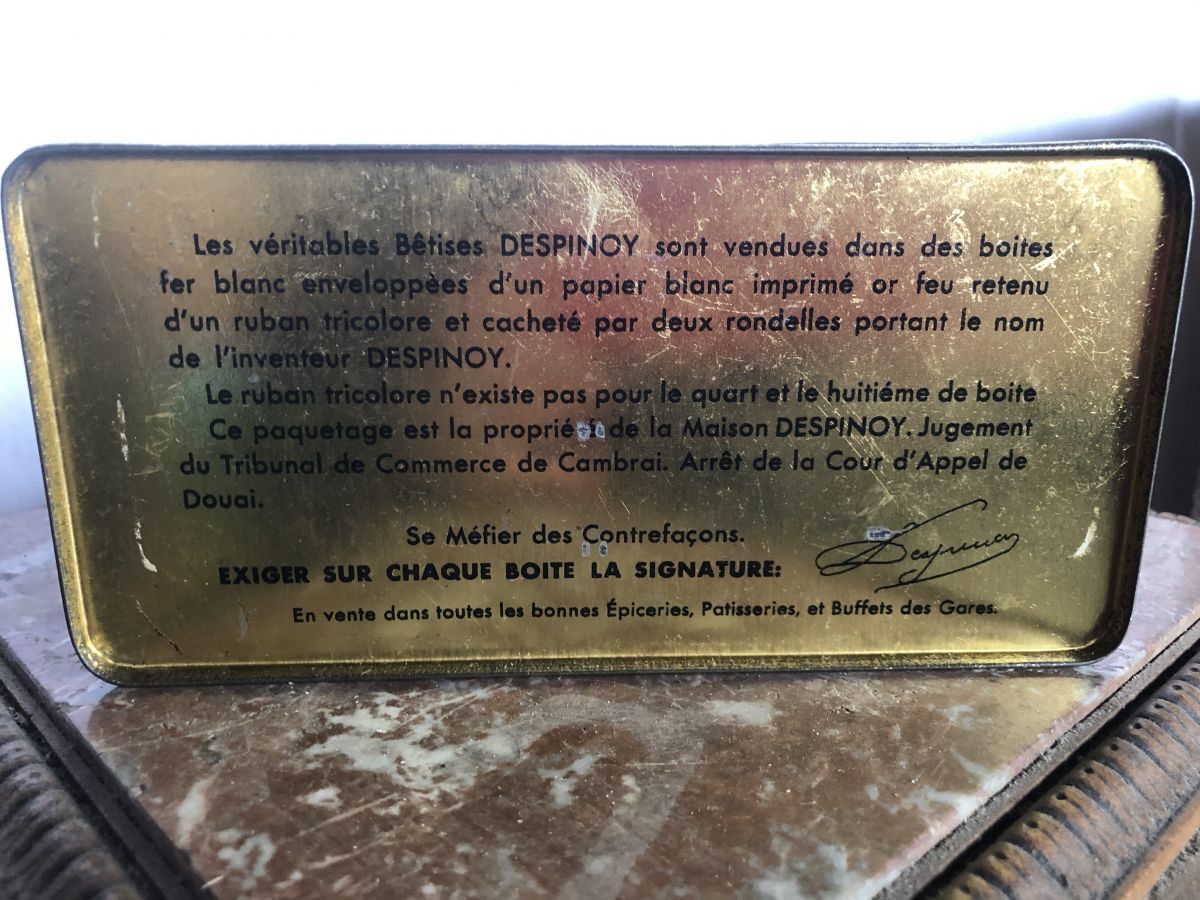 Les véritables Bêtises DESPINOY sont vendues dans des boites
fer blanc enveloppèes d'un papier blanc imprimé or feu retenu
d'un ruban tricolore et cacheté par deux rondelles portant le nom
de l'inventeur DESPINOY.
Le ruban tricolore n'existe pas pour le quart et le huitiéme de boite
Ce paquetage est la propriété de la Maison DESPINOY. Jugement
du Tribunal de Commerce de Cambrai. Arrêt de la Cour d'Appel de
Douai.
Se Méfier des Contrefaçons.
EXIGER SUR CHAQUE BOITE LA SIGNATURE: Despinoy
En vente dans toutes les bonnes Épiceries, Patisseries, et Buffets des Gares.